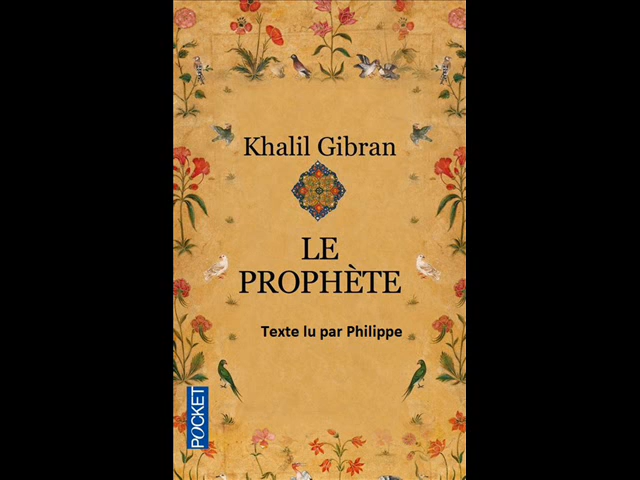 Khalil Gibran
LE
PROPHÈTE
Texte lu par Philippe
POCKET